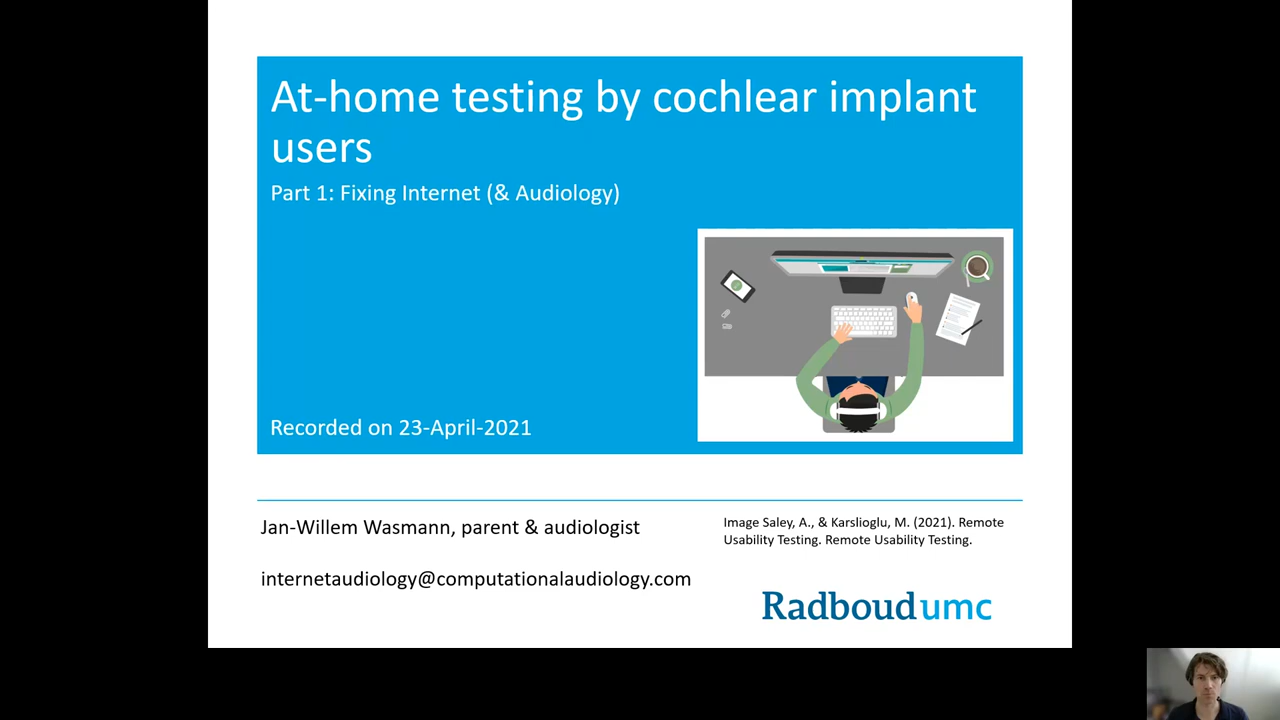 At-home testing by cochlear implant
users
Part 1: Fixing Internet (& Audiology)
Recorded on 23-April-2021
Jan-Willem Wasmann, parent & audiologist
internetaudiology@computationalaudiology.com
Image Saley, A., & Karslioglu, M. (2021). Remote
Usability Testing. Remote Usability Testing.
Radboudumc